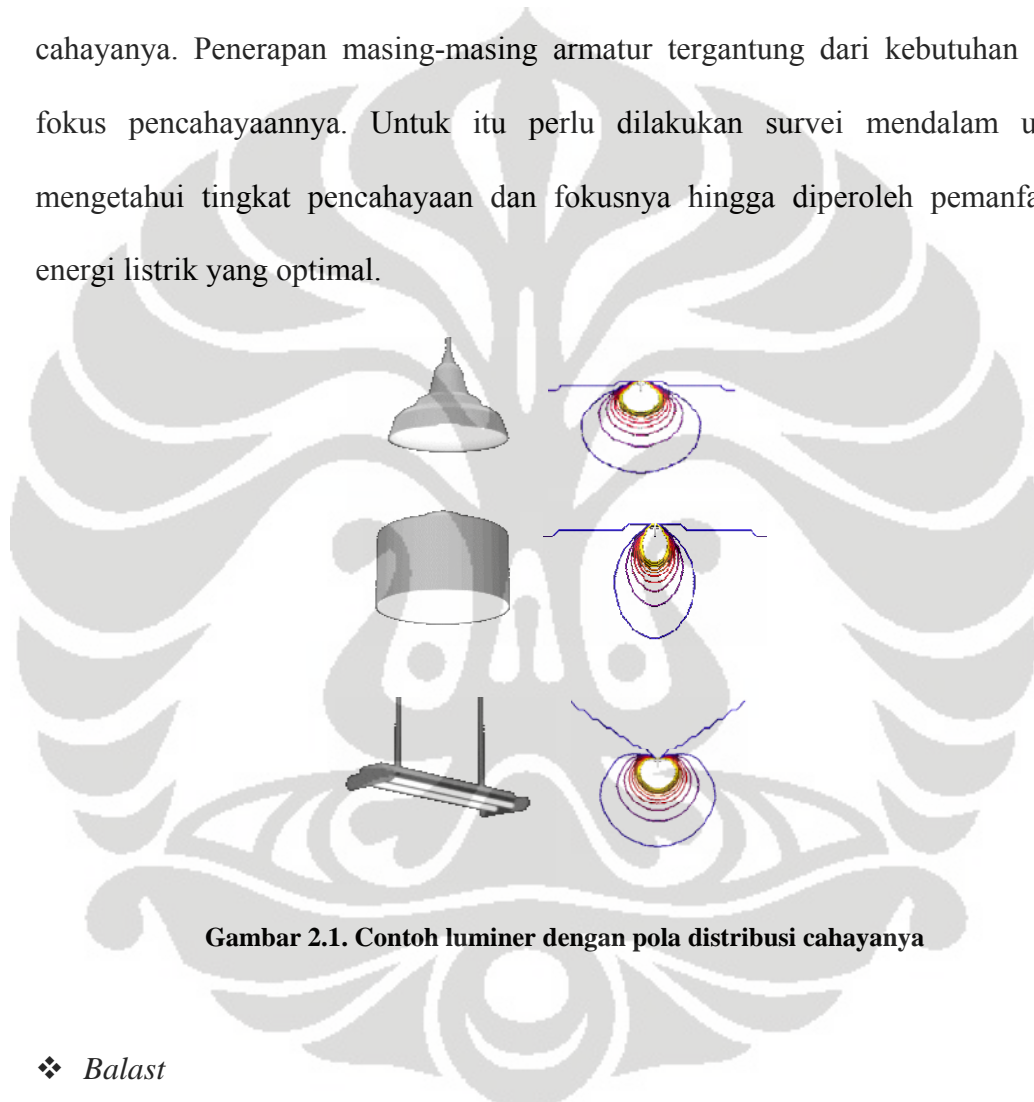 cahayanya. Penerapan masing-masing armatur tergantung dari kebutuhan
fokus pencahayaannya. Untuk itu perlu dilakukan survei mendalam u
mengetahui tingkat pencahayaan dan fokusnya hingga diperoleh pemanfa
energi listrik yang optimal.
Gambar 2.1. Contoh luminer dengan pola distribusi cahayanya
❖ Balast